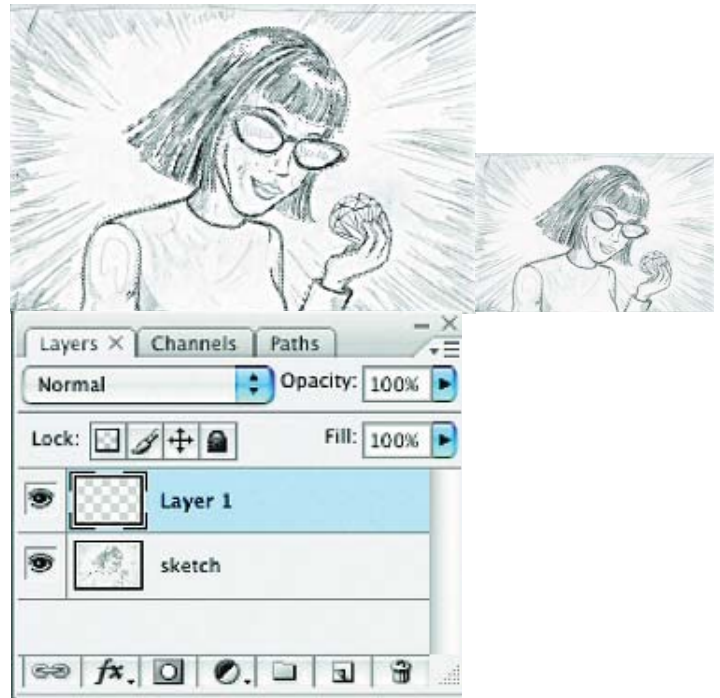 Layers × Channels Paths
Normal Opacity: 100%
Lock: Fill: 100%
Layer 1
sketch
fx.